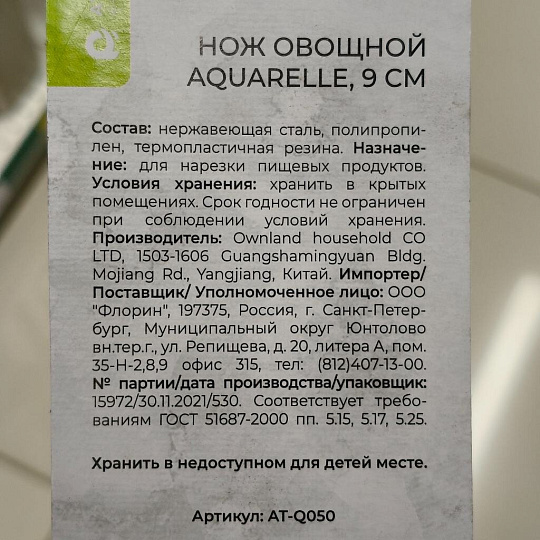 НОЖ ОВОЩНОЙ
AQUARELLE, 9 СМ
Состав: нержавеющая сталь, полипропи-
лен, термопластичная резина. Назначе-
ние: для нарезки пищевых продуктов.
Условия хранения: хранить в крытых
помещениях. Срок годности не ограничен
при соблюдении условий хранения.
Производитель: Ownland household CO
LTD, 1503-1606 Guangshamingyuan Bldg.
Mojiang Rd., Yangjiang, Китай. Импортер/
Поставщик/ Уполномоченное лицо: ООО
"Флорин", 197375, Россия, г. Санкт-Петер-
бург, Муниципальный округ Юнтолово
вн.тер.г., ул. Репищева, д. 20, литера А, пом.
35-Н-2,8,9 офис 315, тел: (812)407-13-00.
№ партии/дата производства/упаковщик:
15972/30.11.2021/530. Соответствует требо-
ваниям ГОСТ 51687-2000 пп. 5.15, 5.17, 5.25.
Хранить в недоступном для детей месте.
Артикул: AT-Q050